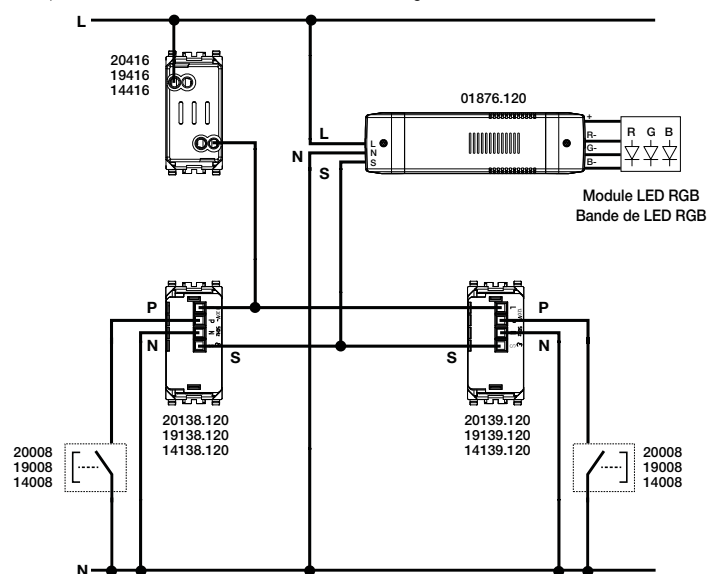 L
20416
19416
14416
01876.120
L
N
S
L
N
S
+
R-
G-
B-
R G B
Module LED RGB
Bande de LED RGB
P
N
S
P
N
S
P
N
20138.120
19138.120
14138.120
20139.120
19139.120
14139.120
20008
19008
14008
20008
19008
14008
N